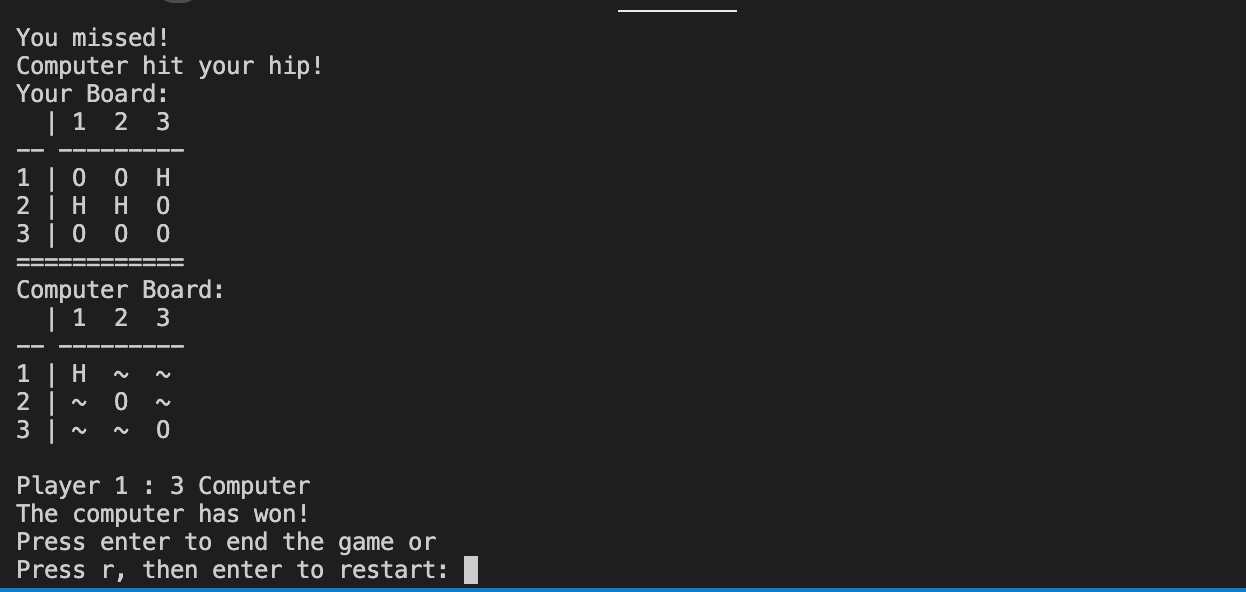 You missed!
Computer hit your hip!
Your Board:
  | 1  2  3
-- ---------
1 | O  O  H
2 | H  H  O
3 | O  O  O
============
Computer Board:
  | 1  2  3
-- ---------
1 | H  ~  ~
2 | ~  O  ~
3 | ~  ~  O

Player 1 : 3 Computer
The computer has won!
Press enter to end the game or
Press r, then enter to restart: